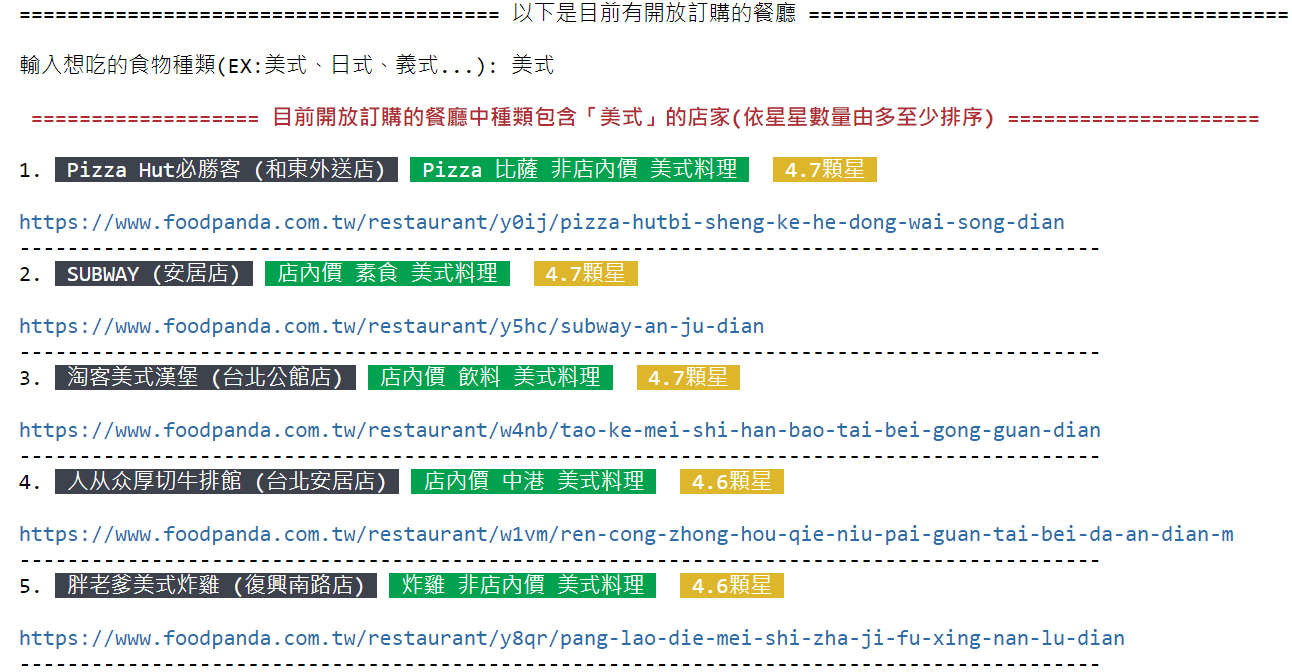 ======================================== 以下是目前有開放訂購的餐廳 ========================================
輸入想吃的食物種類(EX:美式、日式、義式...): 美式
=================== 目前開放訂購的餐廳中種類包含「美式」的店家(依星星數量由多至少排序) =====================
1. Pizza Hut必勝客 (和東外送店) Pizza 比薩 非店內價 美式料理 4.7顆星
https://www.foodpanda.com.tw/restaurant/y0ij/pizza-hutbi-sheng-ke-he-dong-wai-song-dian
------------------------------------------------------------------------------------------
2. SUBWAY (安居店) 店內價 素食 美式料理 4.7顆星
https://www.foodpanda.com.tw/restaurant/y5hc/subway-an-ju-dian
------------------------------------------------------------------------------------------
3. 淘客美式漢堡 (台北公館店) 店內價 飲料 美式料理 4.7顆星
https://www.foodpanda.com.tw/restaurant/w4nb/tao-ke-mei-shi-han-bao-tai-bei-gong-guan-dian
------------------------------------------------------------------------------------------
4. 人从众厚切牛排館 (台北安居店) 店內價 中港 美式料理 4.6顆星
https://www.foodpanda.com.tw/restaurant/w1vm/ren-cong-zhong-hou-qie-niu-pai-guan-tai-bei-da-an-dian-m
------------------------------------------------------------------------------------------
5. 胖老爹美式炸雞 (復興南路店) 炸雞 非店內價 美式料理 4.6顆星
https://www.foodpanda.com.tw/restaurant/y8qr/pang-lao-die-mei-shi-zha-ji-fu-xing-nan-lu-dian
------------------------------------------------------------------------------------------